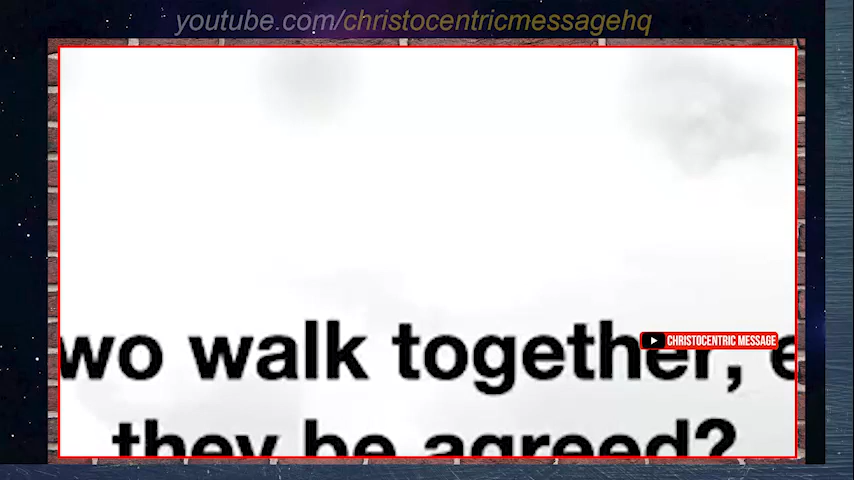 youtube.com/christocentricmessagehq
wo walk together, e
CHRISTOCENTRIC MESSAGE
they be agreed?